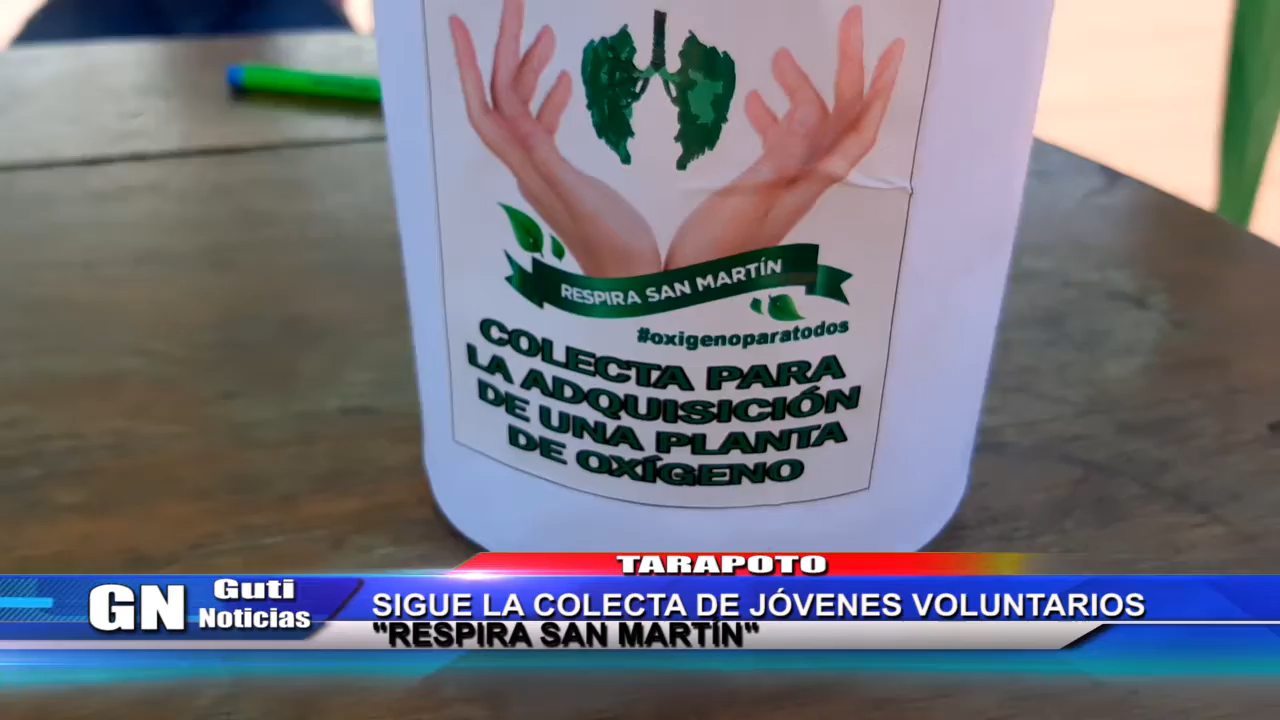 RESPIRA SAN MARTÍN
#oxigenoparatodos
COLECTA PARA
LA ADQUISICIÓN
DE UNA PLANTA
DE OXÍGENO
TARAPOTO
GN Guti
Noticias
SIGUE LA COLECTA DE JÓVENES VOLUNTARIOS
"RESPIRA SAN MARTÍN"